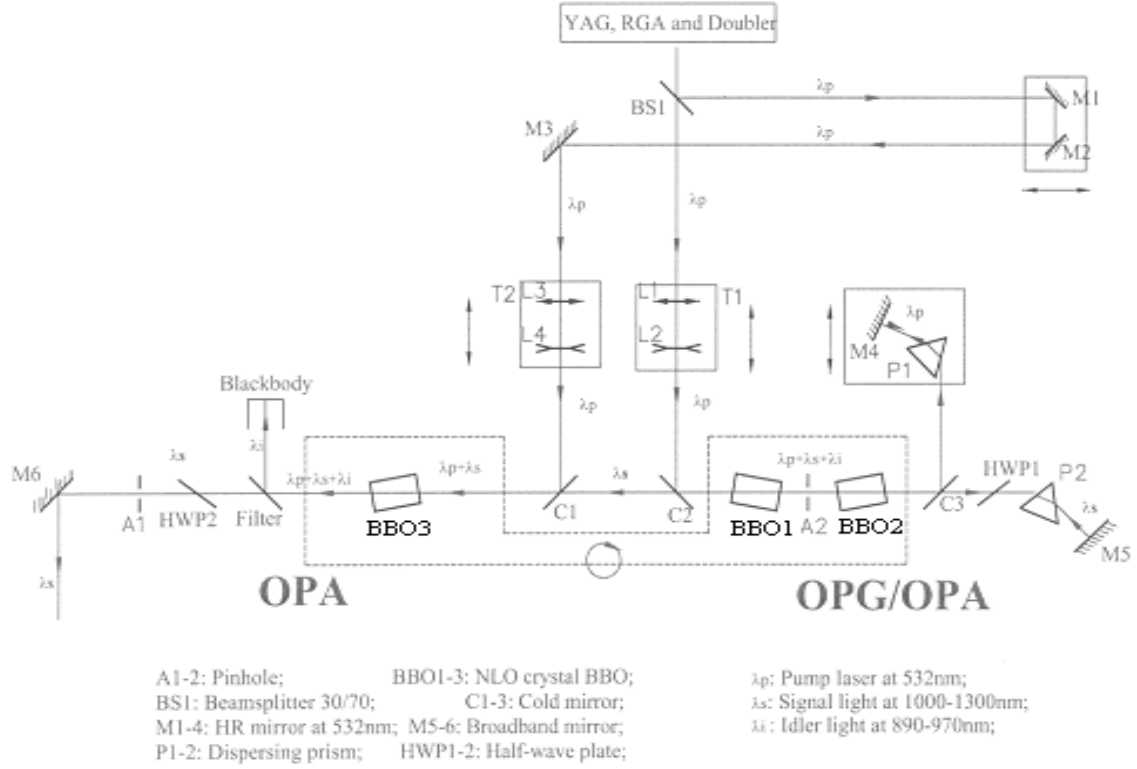 YAG, RGA and Doubler
λp
M1
BS1
M3
λp
M2
λp
λp
T2
L3
L1
T1
L4
L2
λp
M4
P1
Blackbody
λp
λp
λi
λs
M6
λp+λs+λi
λp+λs
λs
λp+λs+λi
HWP1
P2
λs
A1
HWP2
Filter
BBO3
C1
C2
BBO1
A2
BBO2
C3
M5
λs
OPA
OPG/OPA
A1-2: Pinhole;
BBO1-3: NLO crystal BBO;
λp: Pump laser at 532nm;
BS1: Beamsplitter 30/70;
C1-3: Cold mirror;
λs: Signal light at 1000-1300nm;
M1-4: HR mirror at 532nm;
M5-6: Broadband mirror;
λi: Idler light at 890-970nm;
P1-2: Dispersing prism;
HWP1-2: Half-wave plate;